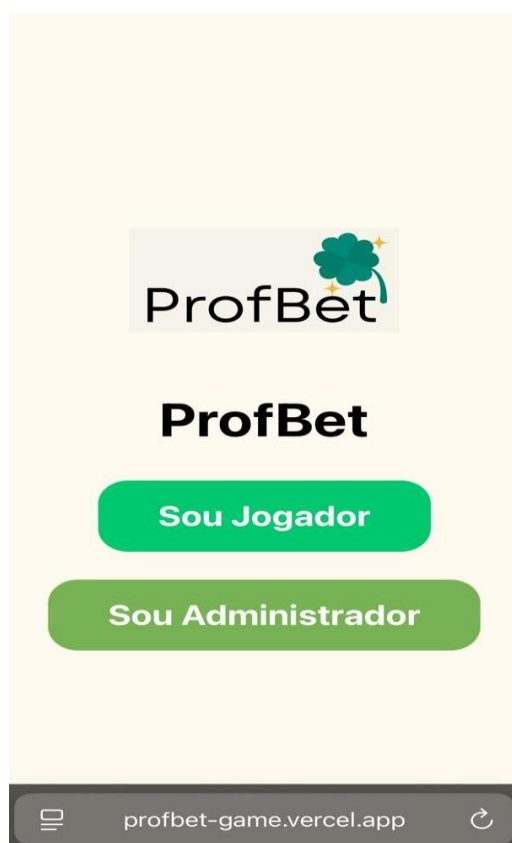 ProfBet
ProfBet
Sou Jogador
Sou Administrador
profbet-game.vercel.app